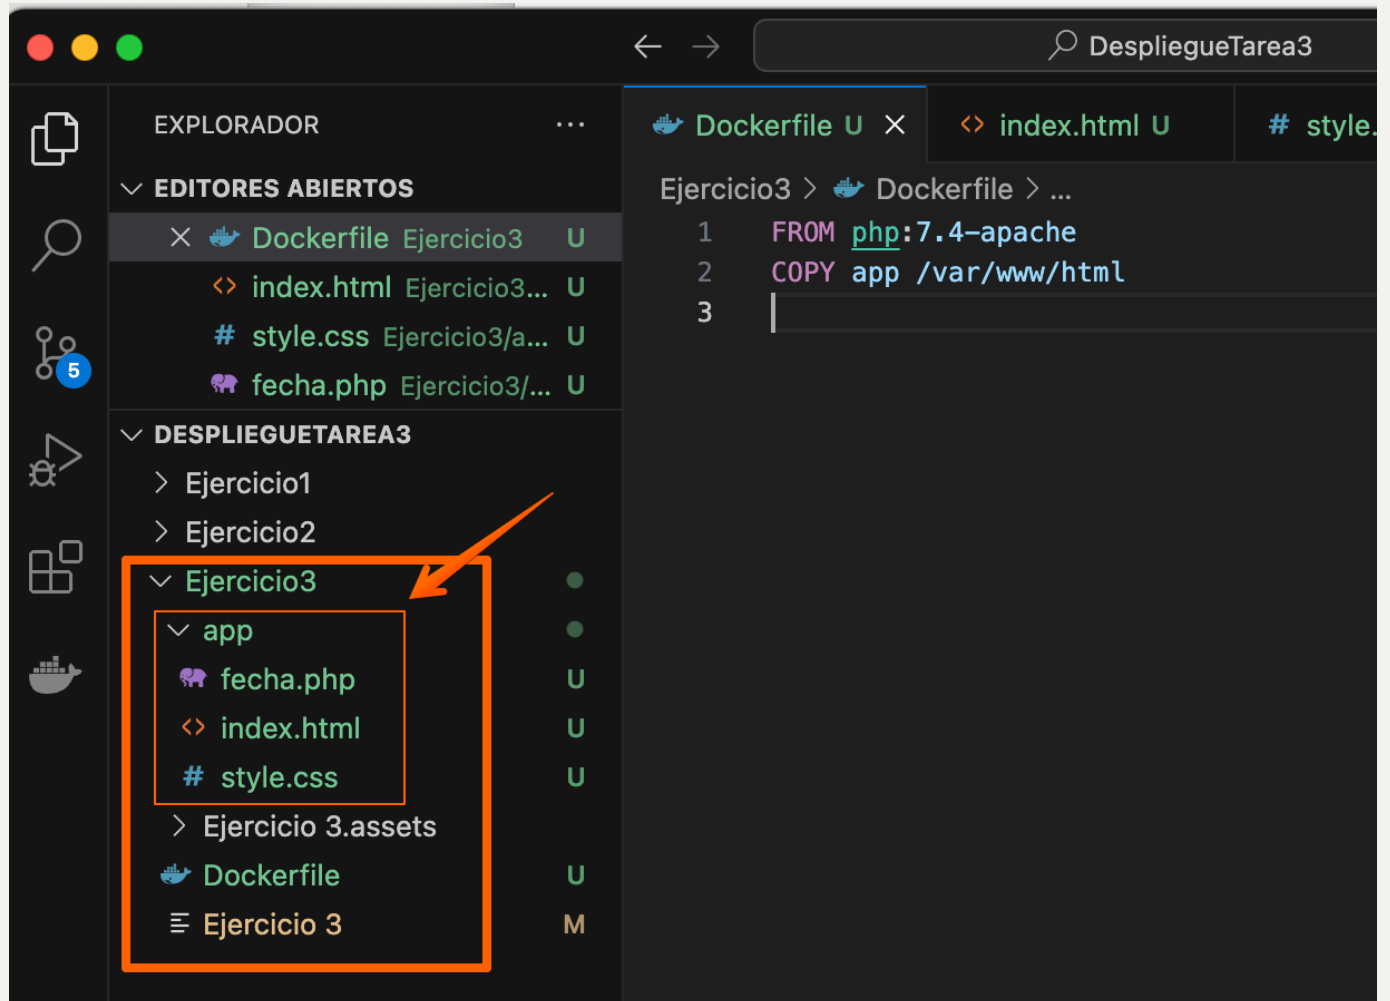 DespliegueTarea3
EXPLORADOR
Dockerfile U
index.html U
# style.
EDITORES ABIERTOS
Dockerfile Ejercicio3 U
index.html Ejercicio3... U
# style.css Ejercicio3/a... U
fecha.php Ejercicio3/... U
Ejercicio3 > Dockerfile > ...
1 FROM php:7.4-apache
2 COPY app /var/www/html
3
5
DESPLIEGUETAREA3
Ejercicio1
Ejercicio2
Ejercicio3
app
fecha.php U
index.html U
# style.css U
Ejercicio 3.assets
Dockerfile U
Ejercicio 3 M